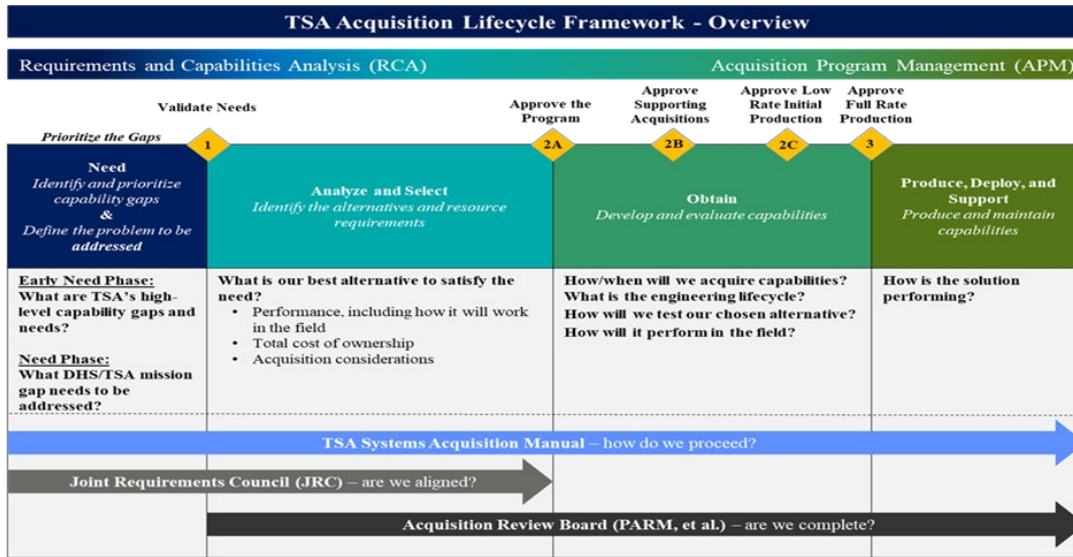 TSA Acquisition Lifecycle Framework - Overview
Requirements and Capabilities Analysis (RCA)
Acquisition Program Management (APM)
Validate Needs
Approve the
Program
Approve
Supporting
Acquisitions
Approve Low
Rate Initial
Production
Approve
Full Rate
Production
Prioritize the Gaps
1
2A
2B
2C
3
Need
Identify and prioritize
capability gaps
&
Define the problem to be
addressed
Analyze and Select
Identify the alternatives and resource
requirements
Obtain
Develop and evaluate capabilities
Produce, Deploy, and
Support
Produce and maintain
capabilities
Early Need Phase:
What are TSA's high-
level capability gaps and
needs?
Need Phase:
What DHS/TSA mission
gap needs to be
addressed?
What is our best alternative to satisfy the
need?
• Performance, including how it will work
in the field
• Total cost of ownership
• Acquisition considerations
How/when will we acquire capabilities?
What is the engineering lifecycle?
How will we test our chosen alternative?
How will it perform in the field?
How is the solution
performing?
TSA Systems Acquisition Manual – how do we proceed?
Joint Requirements Council (JRC) – are we aligned?
Acquisition Review Board (PARM, et al.) – are we complete?